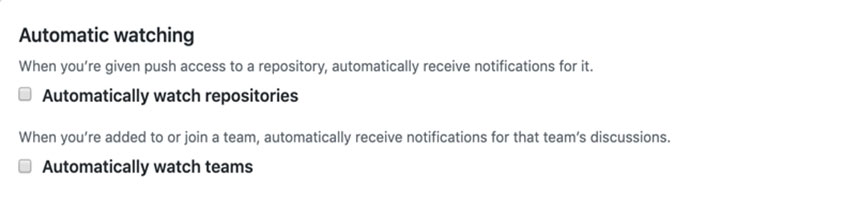 Automatic watching
When you're given push access to a repository, automatically receive notifications for it.
Automatically watch repositories
When you're added to or join a team, automatically receive notifications for that team's discussions.
Automatically watch teams